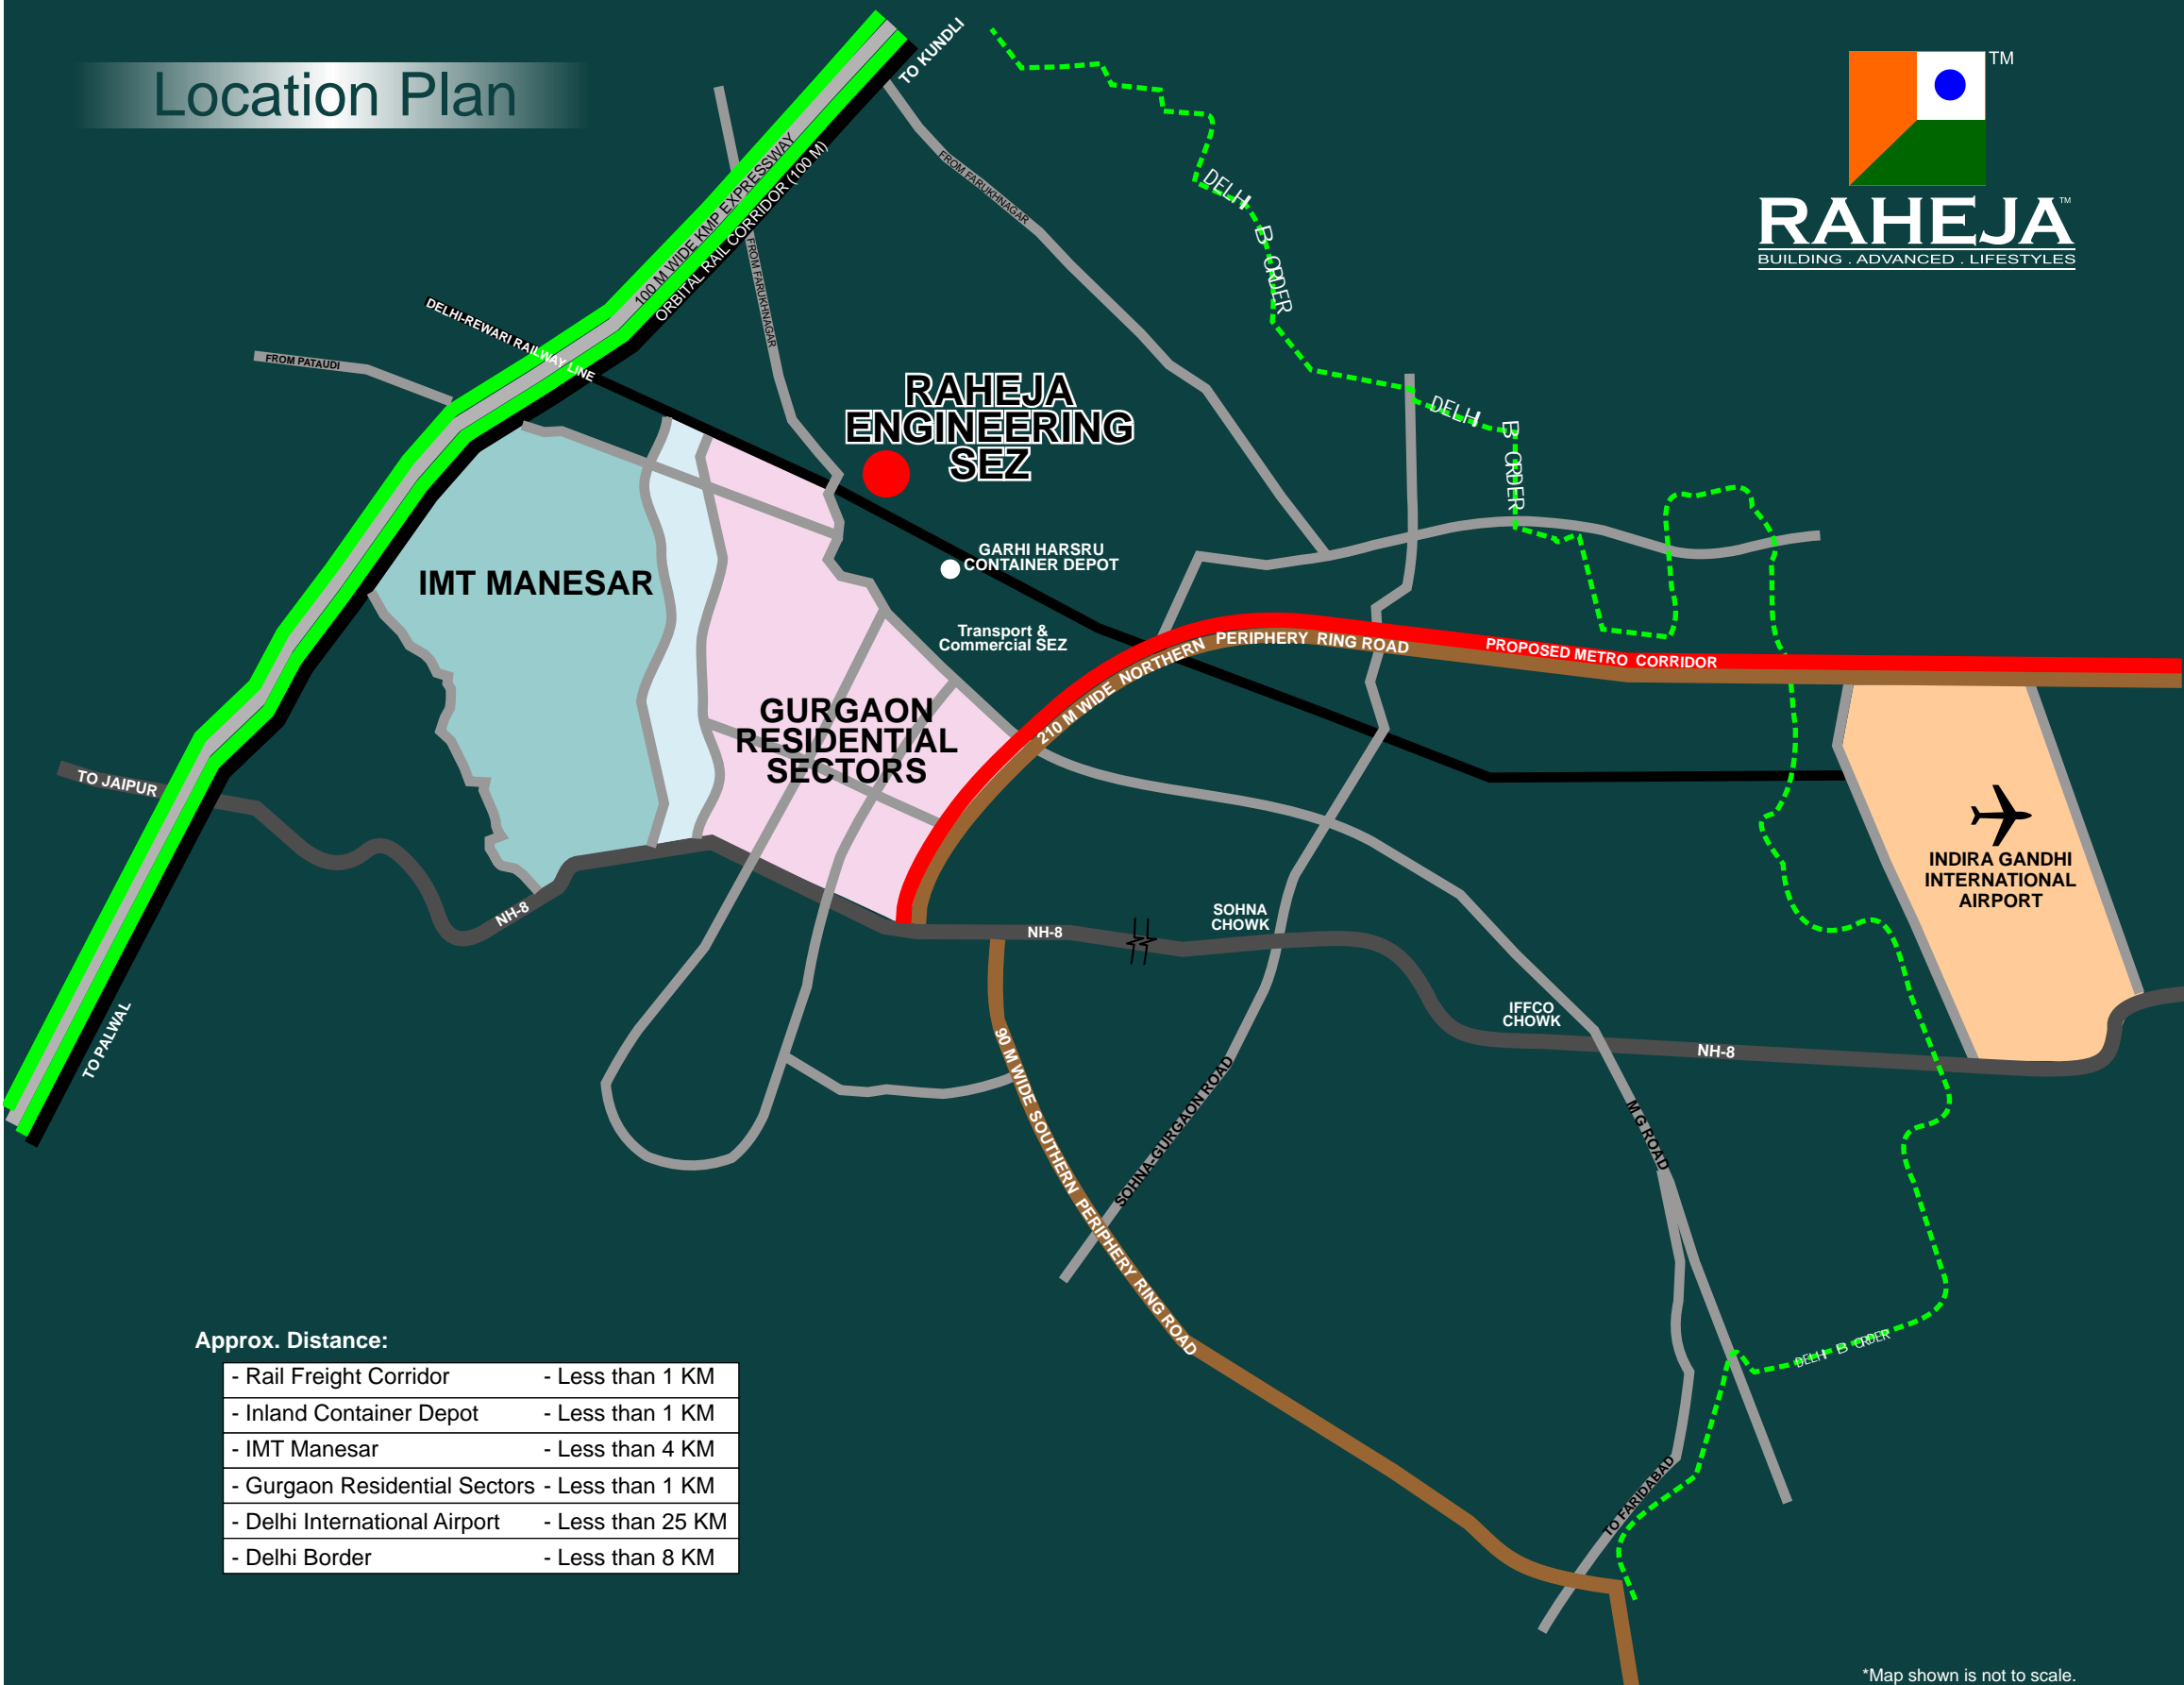 Location Plan
TO KUNDLI
TM
RAHEJA
TM
BUILDING . ADVANCED . LIFESTYLES
100 M WIDE KMP EXPRESSWAY
ORBITAL RAIL CORRIDOR (100 M)
FROM FARUKHNAGAR
FROM FARUKHNAGAR
DELHI BORDER
DELHI-REWARI RAILWAY LINE
FROM PATAUDI
RAHEJA
ENGINEERING
SEZ
DELHI BORDER
GARHI HARSRU
CONTAINER DEPOT
IMT MANESAR
Transport &
Commercial SEZ
210 M WIDE NORTHERN PERIPHERY RING ROAD
PROPOSED METRO CORRIDOR
GURGAON
RESIDENTIAL
SECTORS
TO JAIPUR
INDIRA GANDHI
INTERNATIONAL
AIRPORT
NH-8
NH-8
SOHNA
CHOWK
IFFCO
CHOWK
NH-8
TO PALWAL
90 M WIDE SOUTHERN PERIPHERY RING ROAD
SOHNA-GURGAON ROAD
M G ROAD
DELHI BORDER
TO FARIDABAD
Approx. Distance:
- Rail Freight Corridor - Less than 1 KM
- Inland Container Depot - Less than 1 KM
- IMT Manesar - Less than 4 KM
- Gurgaon Residential Sectors - Less than 1 KM
- Delhi International Airport - Less than 25 KM
- Delhi Border - Less than 8 KM
*Map shown is not to scale.